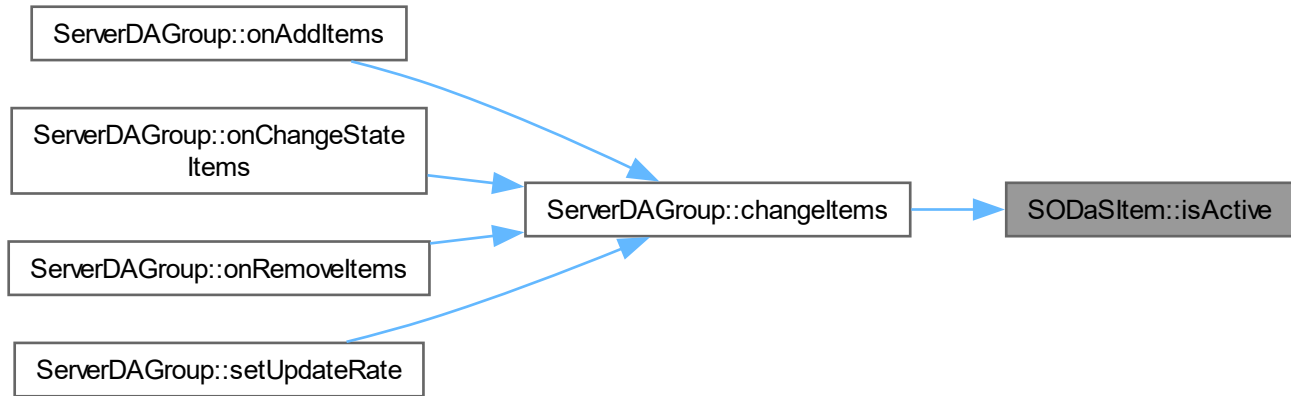 ServerDAGroup::onAddItems
ServerDAGroup::onChangeState
Items
ServerDAGroup::changeItems
SODaSItem::isActive
ServerDAGroup::onRemoveItems
ServerDAGroup::setUpdateRate